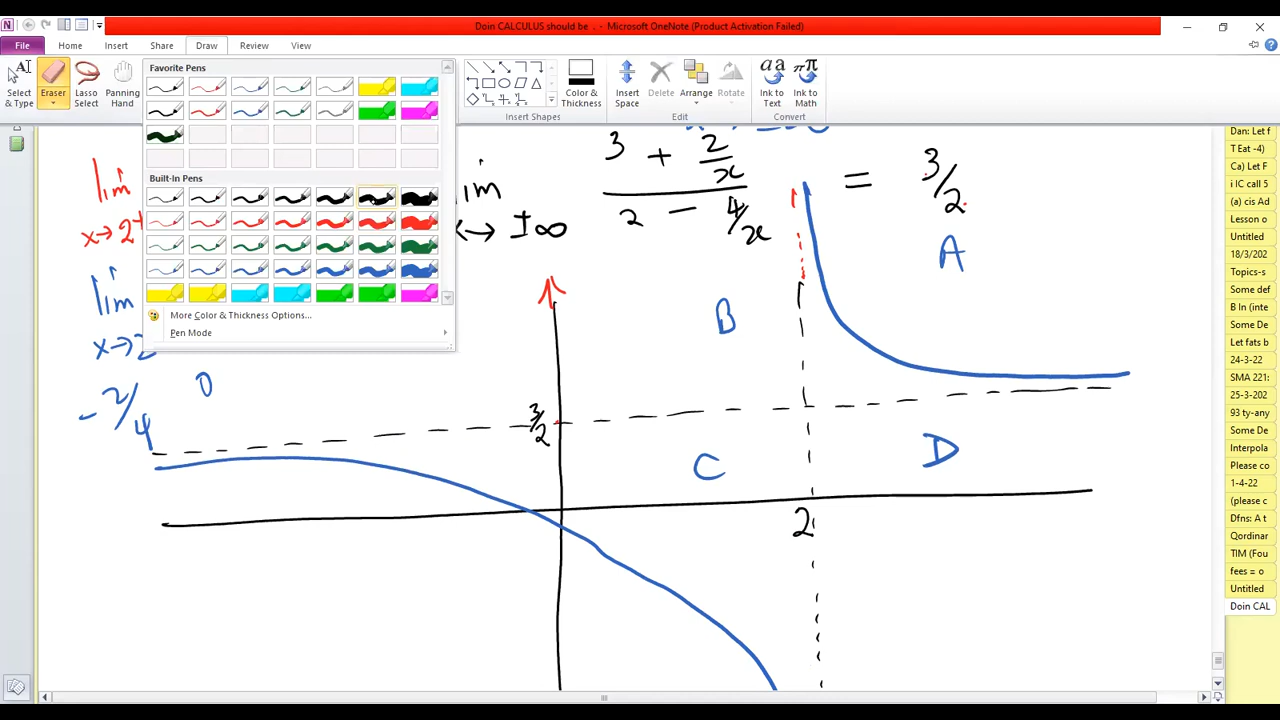 Doin CALCULUS should be . . - Microsoft OneNote (Product Activation Failed)
File Home Insert Share Draw Review View
Select & Type
Eraser
Lasso Select
Panning Hand
Favorite Pens
Built-In Pens
More Color & Thickness Options...
Pen Mode
Color & Thickness
Insert Shapes
Insert Space
Delete
Arrange
Rotate
Edit
Ink to Text
Ink to Math
Convert
lim
x→2+
lim
x→2
-2/4
0
lim
x→ ±∞
3 + 2/x
2 - 4/x
= 3/2
A
B
3/2
C
D
2
Dan: Let f
T Eat -4)
Ca) Let F
i IC call 5
(a) cis Ad
Lesson o
Untitled
18/3/202
Topics-s
Some def
B In (inte
Some De
Let fats b
24-3-22
SMA 221:
25-3-202
93 ty-any
Some De
Interpola
Please co
1-4-22
(please c
Dfns: A t
Qordinar
TIM (Fou
fees = o
Untitled
Doin CAL